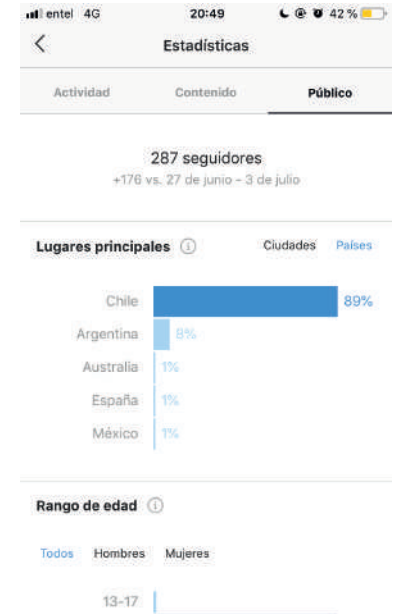 entel 4G 20:49 42 %
Estadísticas
Actividad Contenido Público
287 seguidores
+176 vs. 27 de junio – 3 de julio
Lugares principales Ciudades Países
Chile 89%
Argentina 8%
Australia 1%
España 1%
México 1%
Rango de edad
Todos Hombres Mujeres
13-17